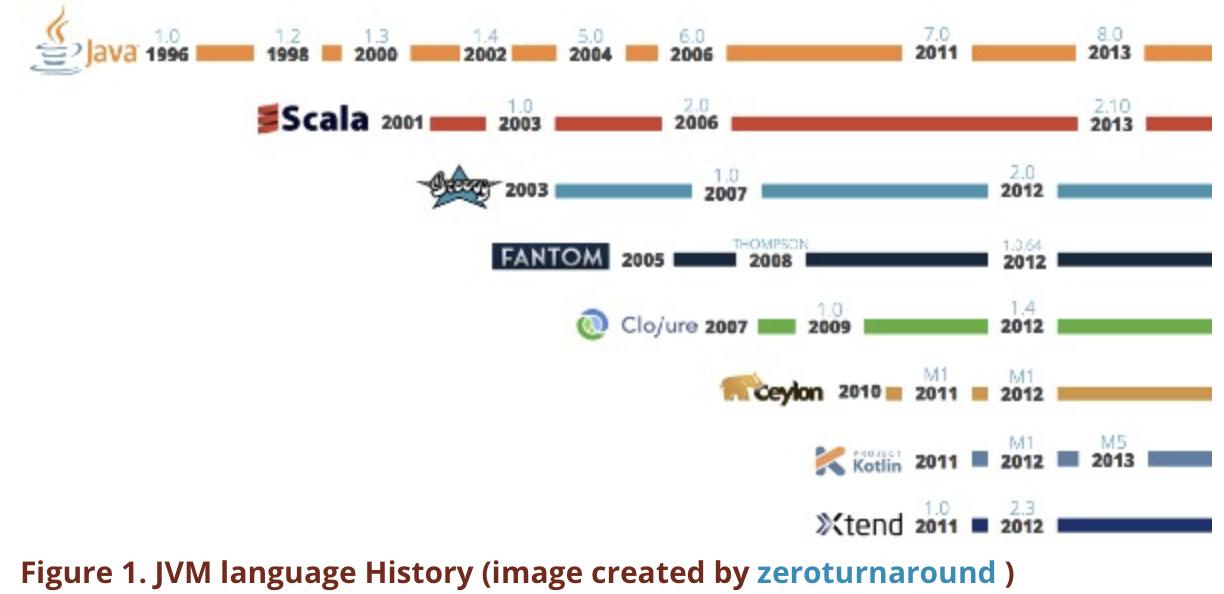 1.0 1.2 1.3 1.4 5.0 6.0 7.0 8.0
Java 1996 1998 2000 2002 2004 2006 2011 2013
1.0 2.0 2.10
Scala 2001 2003 2006 2013
1.0 2.0
Groovy 2003 2007 2012
THOMPSON 1.0.64
FANTOM 2005 2008 2012
1.0 1.4
Clojure 2007 2009 2012
M1 M1
Ceylon 2010 2011 2012
M1 M5
PROJECT
Kotlin 2011 2012 2013
1.0 2.3
Xtend 2011 2012
Figure 1. JVM language History (image created by zeroturnaround )